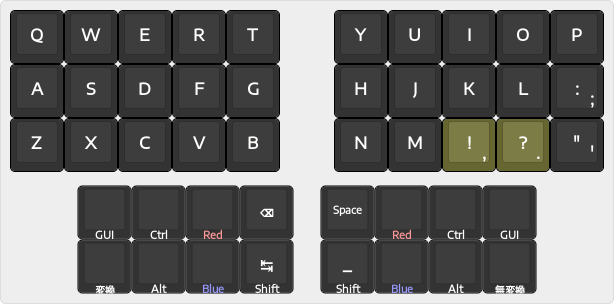 Q W E R T Y U I O P
A S D F G H J K L : ;
Z X C V B N M ! , ? . " '
⌫ Space
GUI Ctrl Red Red Ctrl GUI
↹ _
変換 Alt Blue Shift Shift Blue Alt 無変換